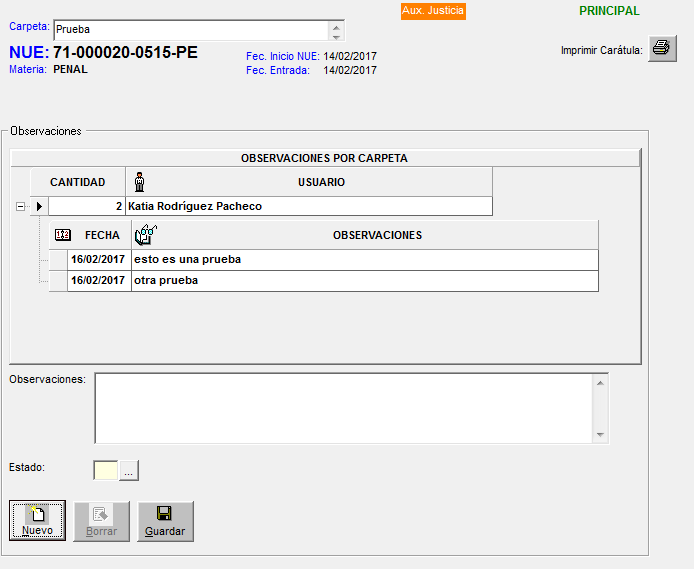 Aux. Justicia
PRINCIPAL
Carpeta: Prueba
NUE: 71-000020-0515-PE
Fec. Inicio NUE: 14/02/2017
Imprimir Carátula:
Materia: PENAL
Fec. Entrada: 14/02/2017
Observaciones
OBSERVACIONES POR CARPETA
CANTIDAD USUARIO
2 Katia Rodríguez Pacheco
FECHA OBSERVACIONES
16/02/2017 esto es una prueba
16/02/2017 otra prueba
Observaciones:
Estado: ...
Nuevo Borrar Guardar